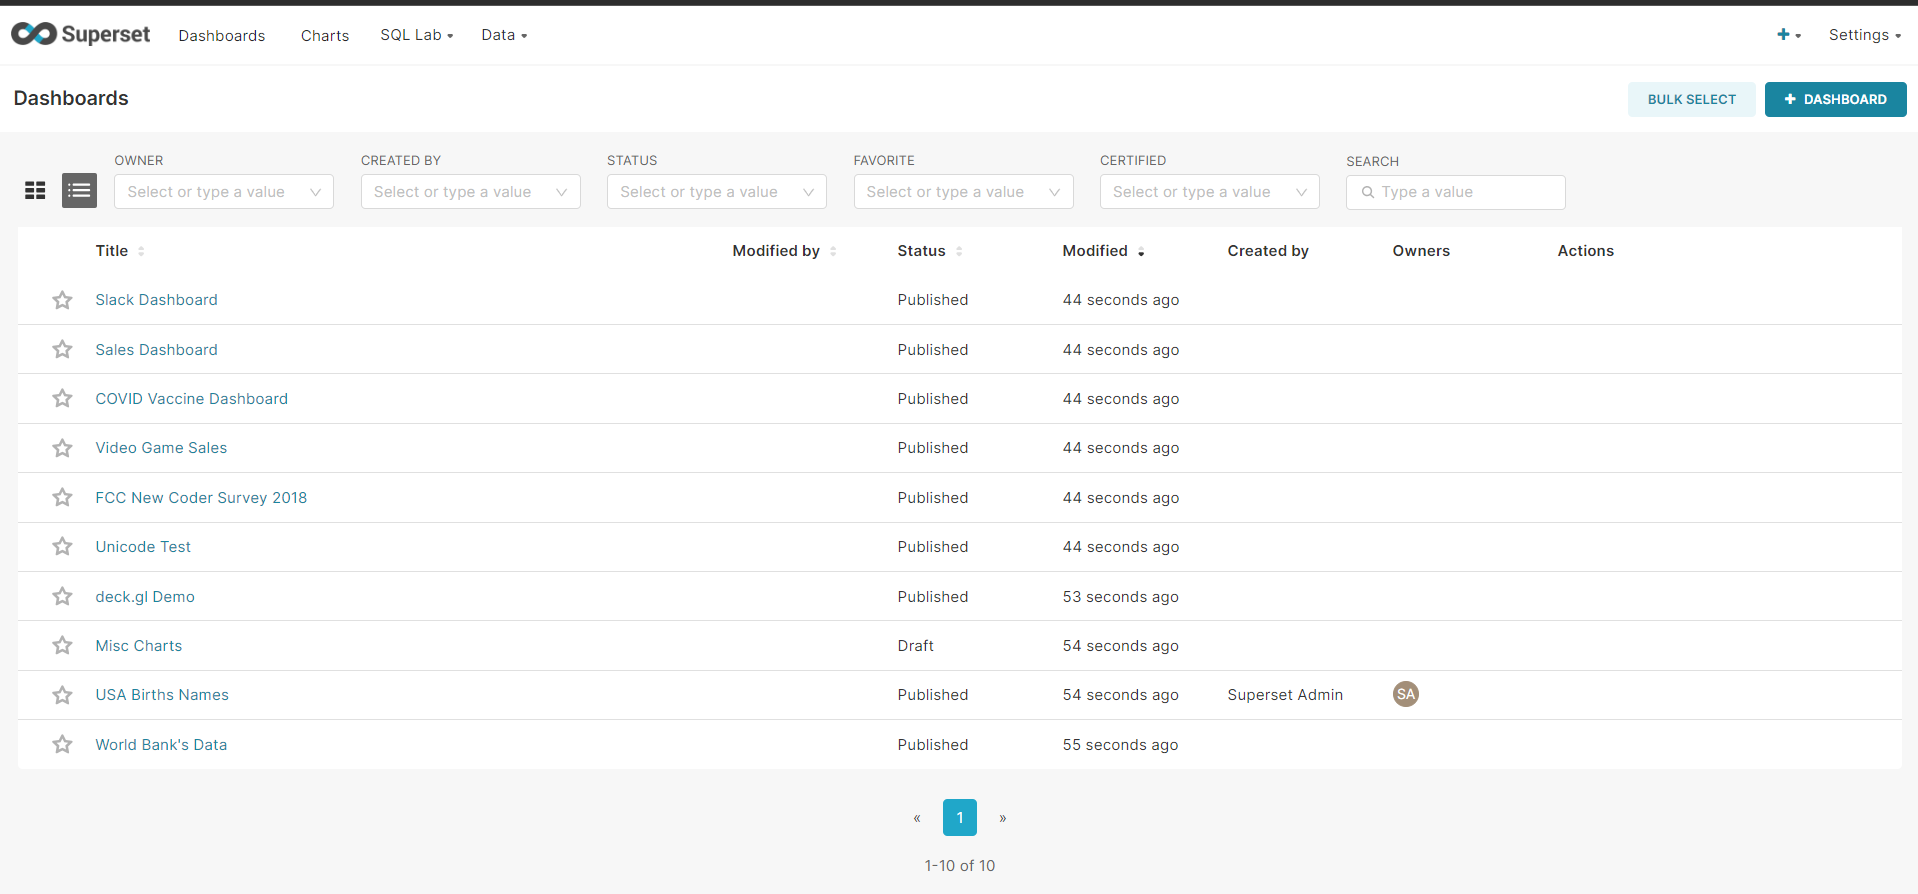 Superset Dashboards Charts SQL Lab Data + Settings
Dashboards BULK SELECT + DASHBOARD
OWNER CREATED BY STATUS FAVORITE CERTIFIED SEARCH
Select or type a value Select or type a value Select or type a value Select or type a value Select or type a value Type a value
Title Modified by Status Modified Created by Owners Actions
Slack Dashboard Published 44 seconds ago
Sales Dashboard Published 44 seconds ago
COVID Vaccine Dashboard Published 44 seconds ago
Video Game Sales Published 44 seconds ago
FCC New Coder Survey 2018 Published 44 seconds ago
Unicode Test Published 44 seconds ago
deck.gl Demo Published 53 seconds ago
Misc Charts Draft 54 seconds ago
USA Births Names Published 54 seconds ago Superset Admin SA
World Bank's Data Published 55 seconds ago
« 1 »
1-10 of 10